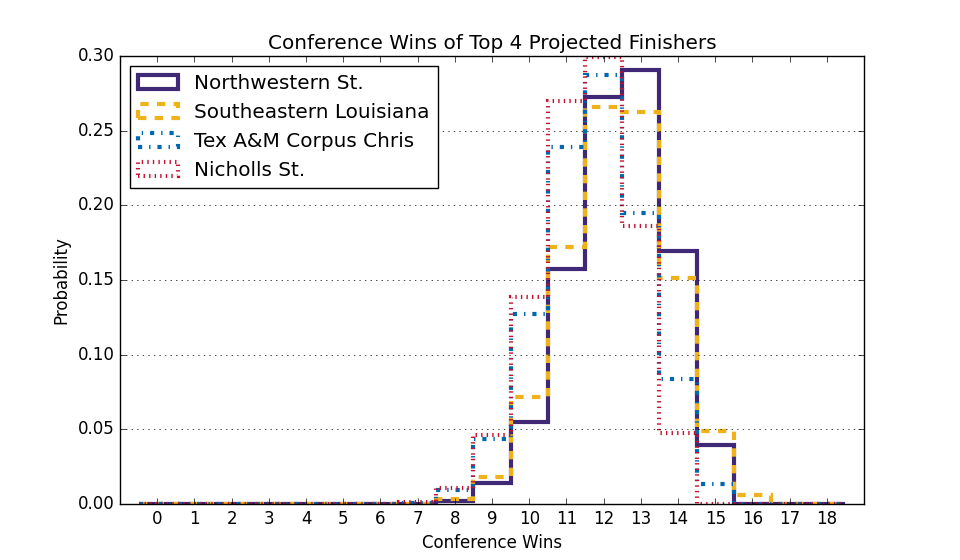 Conference Wins of Top 4 Projected Finishers
0.30
0.25
0.20
0.15
0.10
0.05
0.00
Probability
Northwestern St.
Southeastern Louisiana
Tex A&M Corpus Chris
Nicholls St.
0 1 2 3 4 5 6 7 8 9 10 11 12 13 14 15 16 17 18
Conference Wins